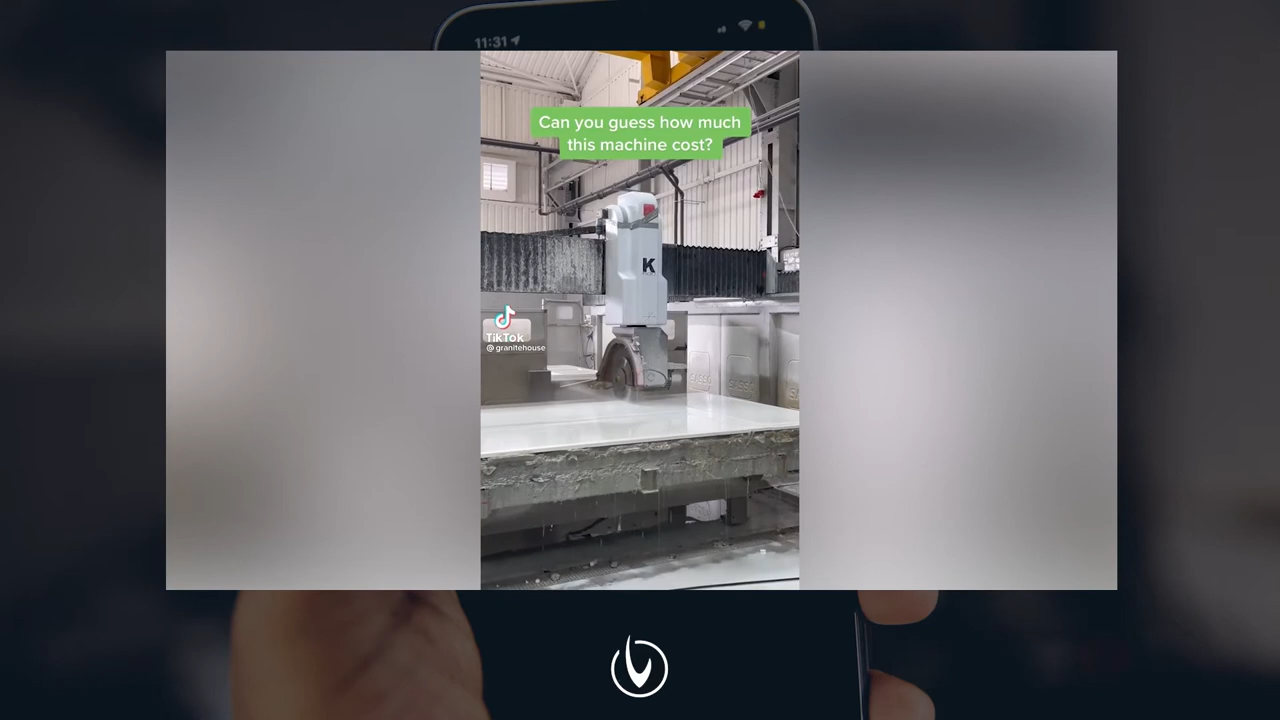 11:31
Can you guess how much
this machine cost?
K
TikTok
@ granitehouse